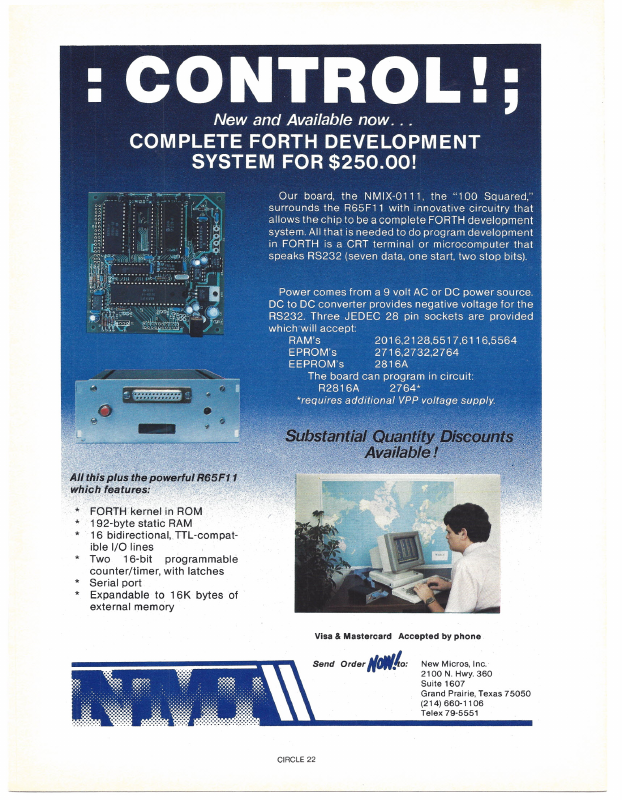 : CONTROL!;
New and Available now...
COMPLETE FORTH DEVELOPMENT
SYSTEM FOR $250.00!
Our board, the NMIX-0111, the "100 Squared,"
surrounds the R65F11 with innovative circuitry that
allows the chip to be a complete FORTH development
system. All that is needed to do program development
in FORTH is a CRT terminal or microcomputer that
speaks RS232 (seven data, one start, two stop bits).
Power comes from a 9 volt AC or DC power source.
DC to DC converter provides negative voltage for the
RS232. Three JEDEC 28 pin sockets are provided
which will accept:
RAM's 2016,2128,5517,6116,5564
EPROM's 2716,2732,2764
EEPROM's 2816A
The board can program in circuit:
R2816A 2764*
*requires additional VPP voltage supply.
Substantial Quantity Discounts
Available!
All this plus the powerful R65F11
which features:
* FORTH kernel in ROM
* 192-byte static RAM
* 16 bidirectional, TTL-compat-
ible I/O lines
* Two 16-bit programmable
counter/timer, with latches
* Serial port
* Expandable to 16K bytes of
external memory
Visa & Mastercard Accepted by phone
Send Order NOW! to:
New Micros, Inc.
2100 N. Hwy. 360
Suite 1607
Grand Prairie, Texas 75050
(214) 660-1106
Telex 79-5551
NMI
CIRCLE 22